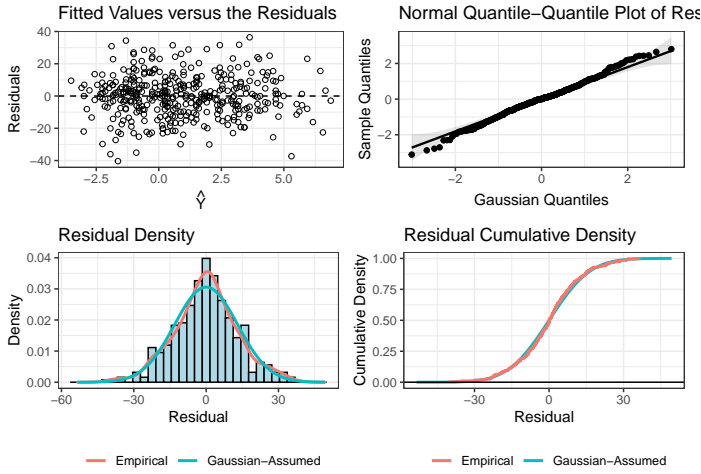 Fitted Values versus the Residuals
Residuals
40
20
0
−20
−40
−2.5
0.0
2.5
5.0
Ŷ
Normal Quantile−Quantile Plot of Res
Sample Quantiles
2
0
−2
−2
0
2
Gaussian Quantiles
Residual Density
Density
0.04
0.03
0.02
0.01
0.00
−60
−30
0
30
Residual
Empirical
Gaussian−Assumed
Residual Cumulative Density
Cumulative Density
1.00
0.75
0.50
0.25
0.00
−30
0
30
Residual
Empirical
Gaussian−Assumed